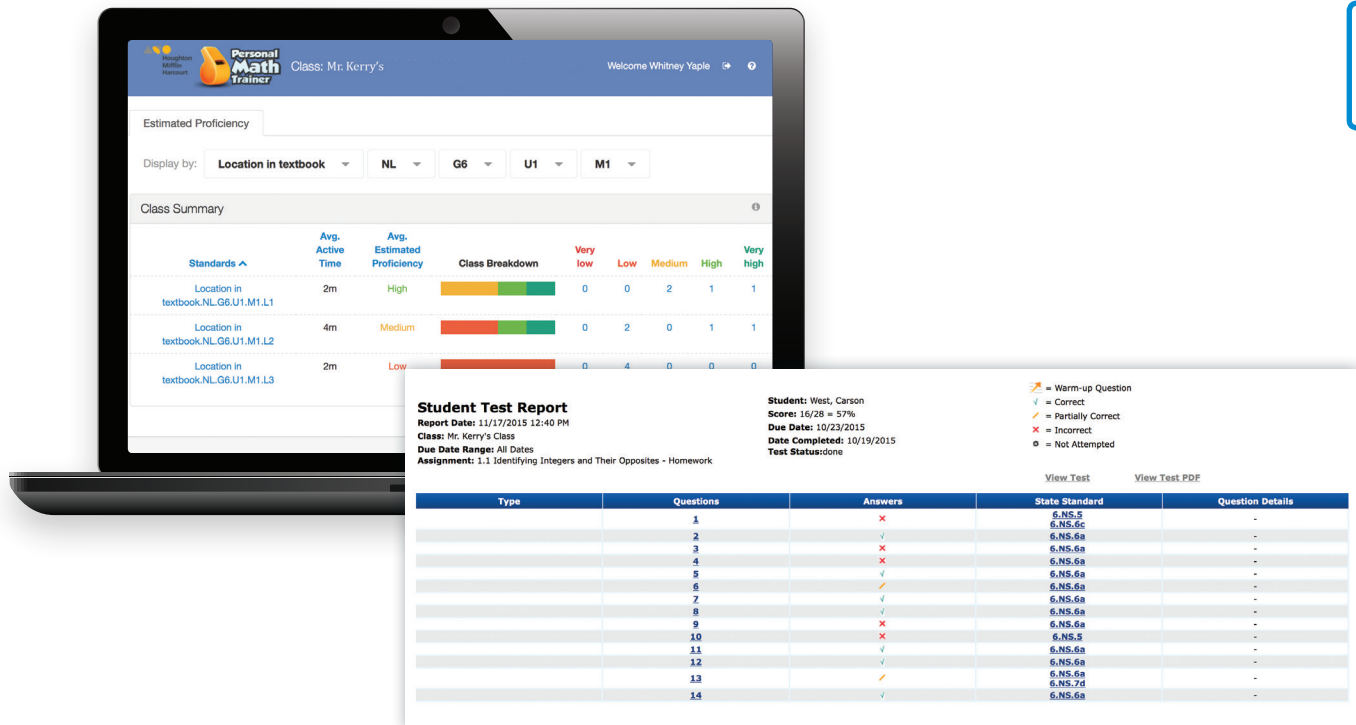 Houghton
Mifflin
Harcourt
Personal
Math
Trainer
Class: Mr. Kerry's
Welcome Whitney Yaple
Estimated Proficiency
Display by: Location in textbook NL G6 U1 M1
Class Summary
Standards Avg. Active Time Avg. Estimated Proficiency Class Breakdown Very low Low Medium High Very high
Location in textbook.NL.G6.U1.M1.L1 2m High 0 0 2 1 1
Location in textbook.NL.G6.U1.M1.L2 4m Medium 0 2 0 1 1
Location in textbook.NL.G6.U1.M1.L3 2m Low 0 4 0 0 0
Student Test Report
Report Date: 11/17/2015 12:40 PM
Class: Mr. Kerry's Class
Due Date Range: All Dates
Assignment: 1.1 Identifying Integers and Their Opposites - Homework
Student: West, Carson
Score: 16/28 = 57%
Due Date: 10/23/2015
Date Completed: 10/19/2015
Test Status:done
= Warm-up Question
√ = Correct
/ = Partially Correct
× = Incorrect
= Not Attempted
View Test View Test PDF
Type Questions Answers State Standard Question Details
1 × 6.NS.5 -
6.NS.6c
2 √ 6.NS.6a -
3 × 6.NS.6a -
4 × 6.NS.6a -
5 √ 6.NS.6a -
6 / 6.NS.6a -
7 √ 6.NS.6a -
8 √ 6.NS.6a -
9 × 6.NS.6a -
10 × 6.NS.5 -
11 √ 6.NS.6a -
12 √ 6.NS.6a -
13 / 6.NS.6a -
6.NS.7d
14 √ 6.NS.6a -